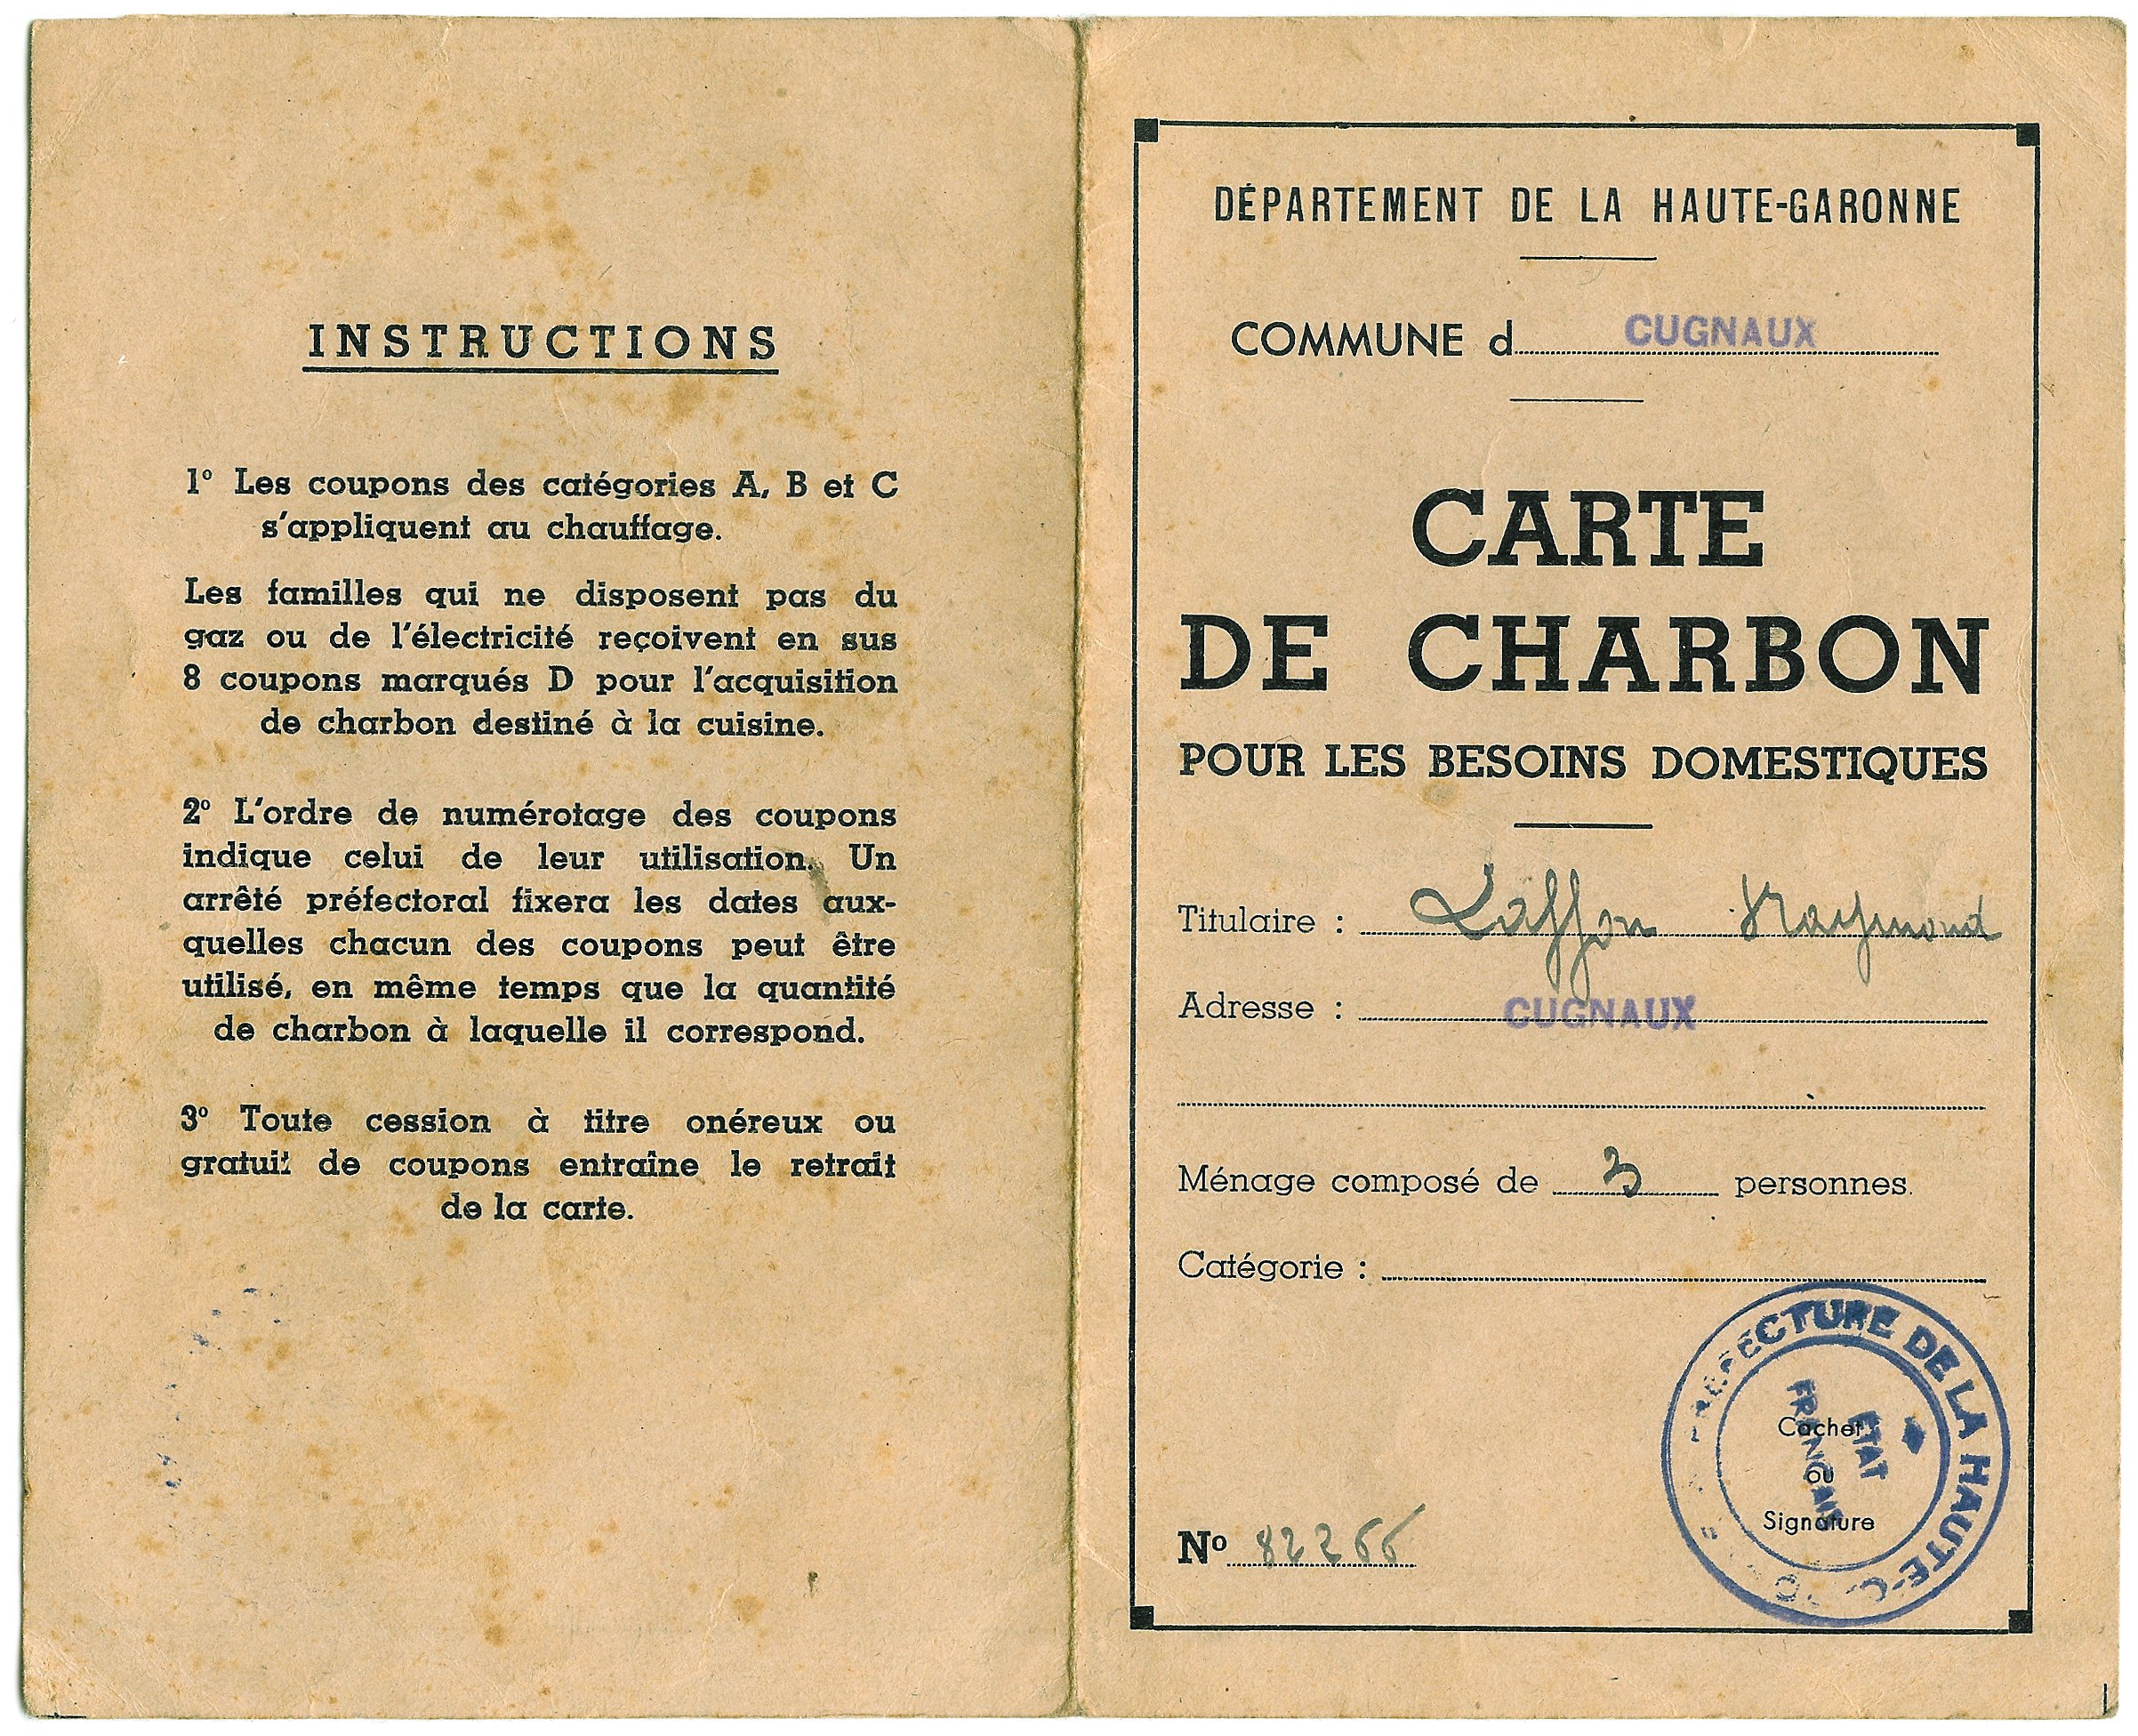 INSTRUCTIONS
1º Les coupons des catégories A, B et C
s'appliquent au chauffage.
Les familles qui ne disposent pas du
gaz ou de l'électricité reçoivent en sus
8 coupons marqués D pour l'acquisition
de charbon destiné à la cuisine.
2º L'ordre de numérotage des coupons
indique celui de leur utilisation. Un
arrêté préfectoral fixera les dates aux-
quelles chacun des coupons peut être
utilisé, en même temps que la quantité
de charbon à laquelle il correspond.
3º Toute cession à titre onéreux ou
gratuit de coupons entraîne le retrait
de la carte.
DÉPARTEMENT DE LA HAUTE-GARONNE
COMMUNE d CUGNAUX
CARTE
DE CHARBON
POUR LES BESOINS DOMESTIQUES
Titulaire : Laffon Raymond
Adresse : CUGNAUX
Ménage composé de 3 personnes.
Catégorie :
PRÉFECTURE DE LA HAUTE-
ETAT
FRANÇAIS
Cachet
ou
Signature
Nº 82266